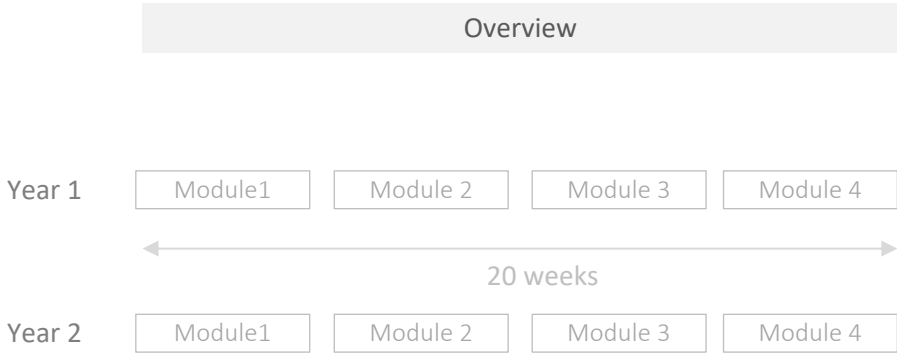 Overview
Year 1 Module1 Module 2 Module 3 Module 4
20 weeks
Year 2 Module1 Module 2 Module 3 Module 4